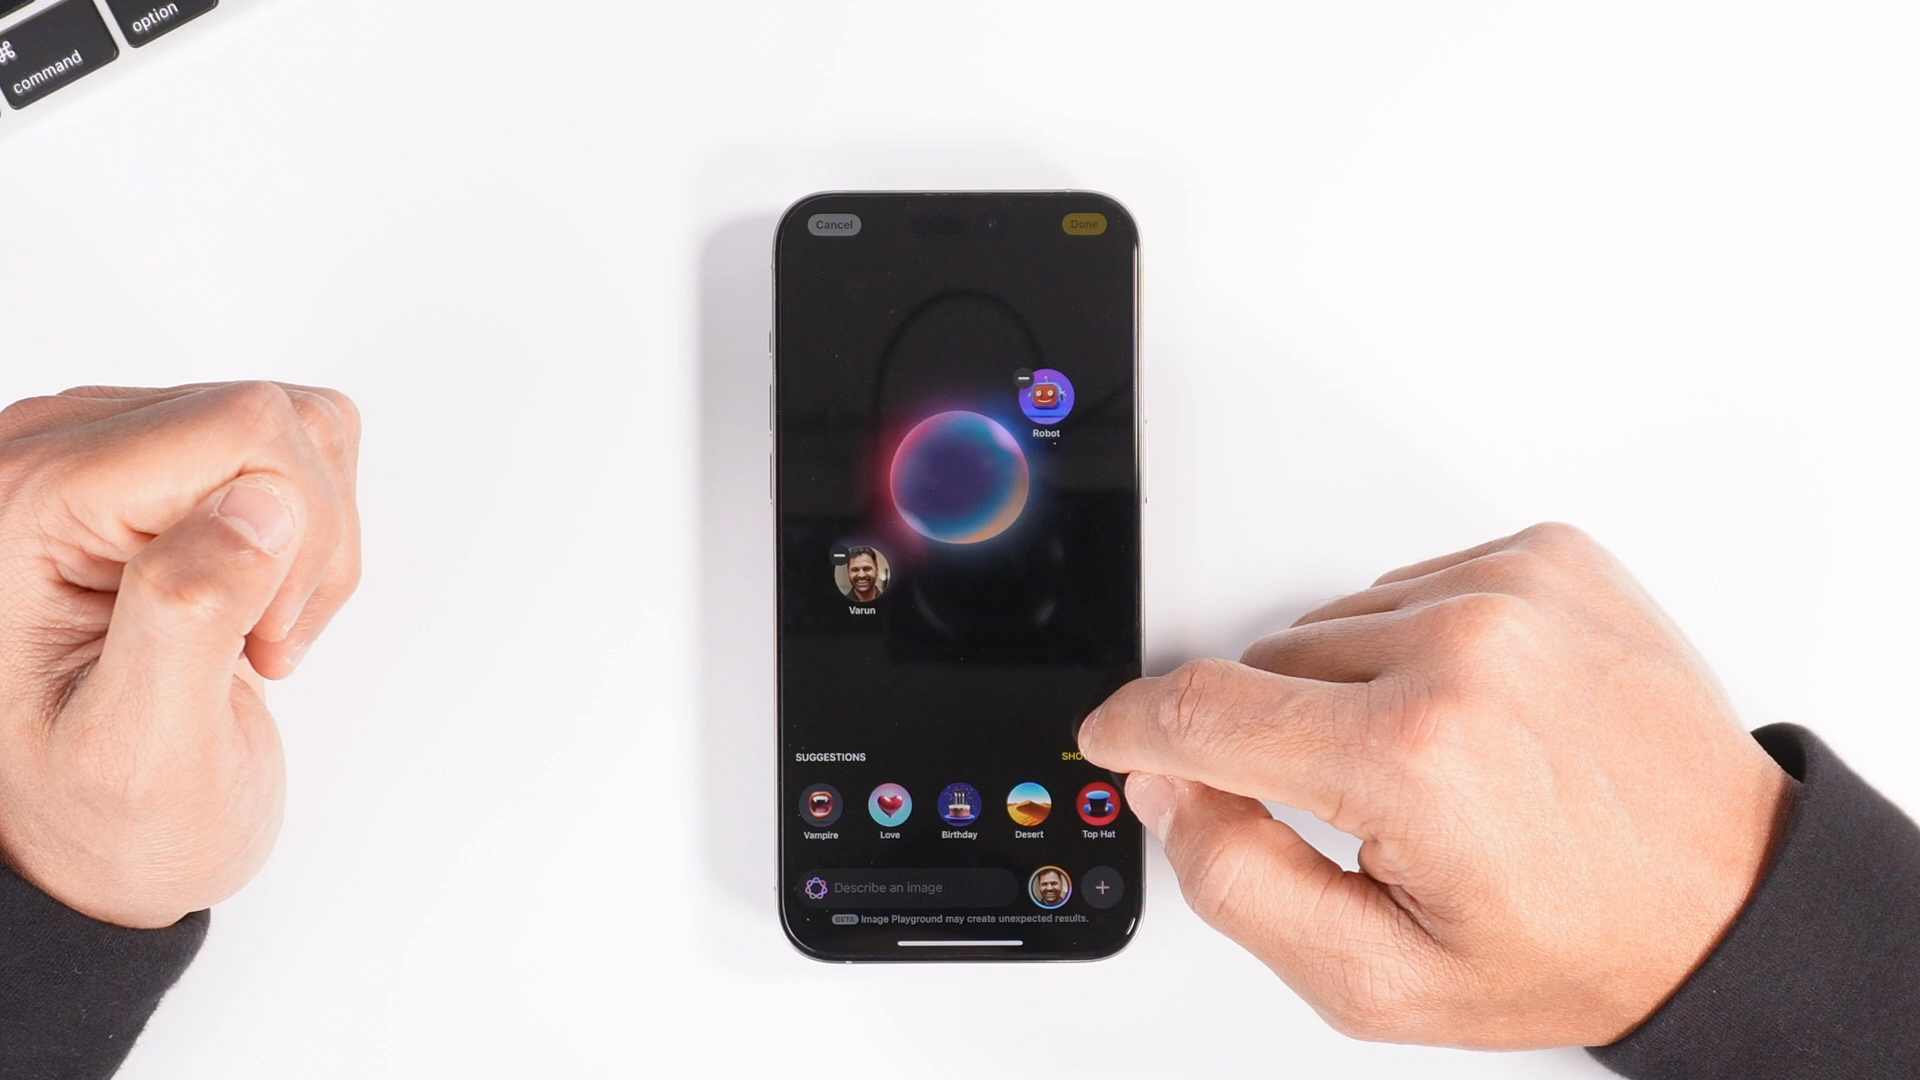 option
⌘
command
Cancel
Done
Robot
Varun
SUGGESTIONS
Vampire
Love
Birthday
Desert
Top Hat
Describe an image
+
BETA Image Playground may create unexpected results.